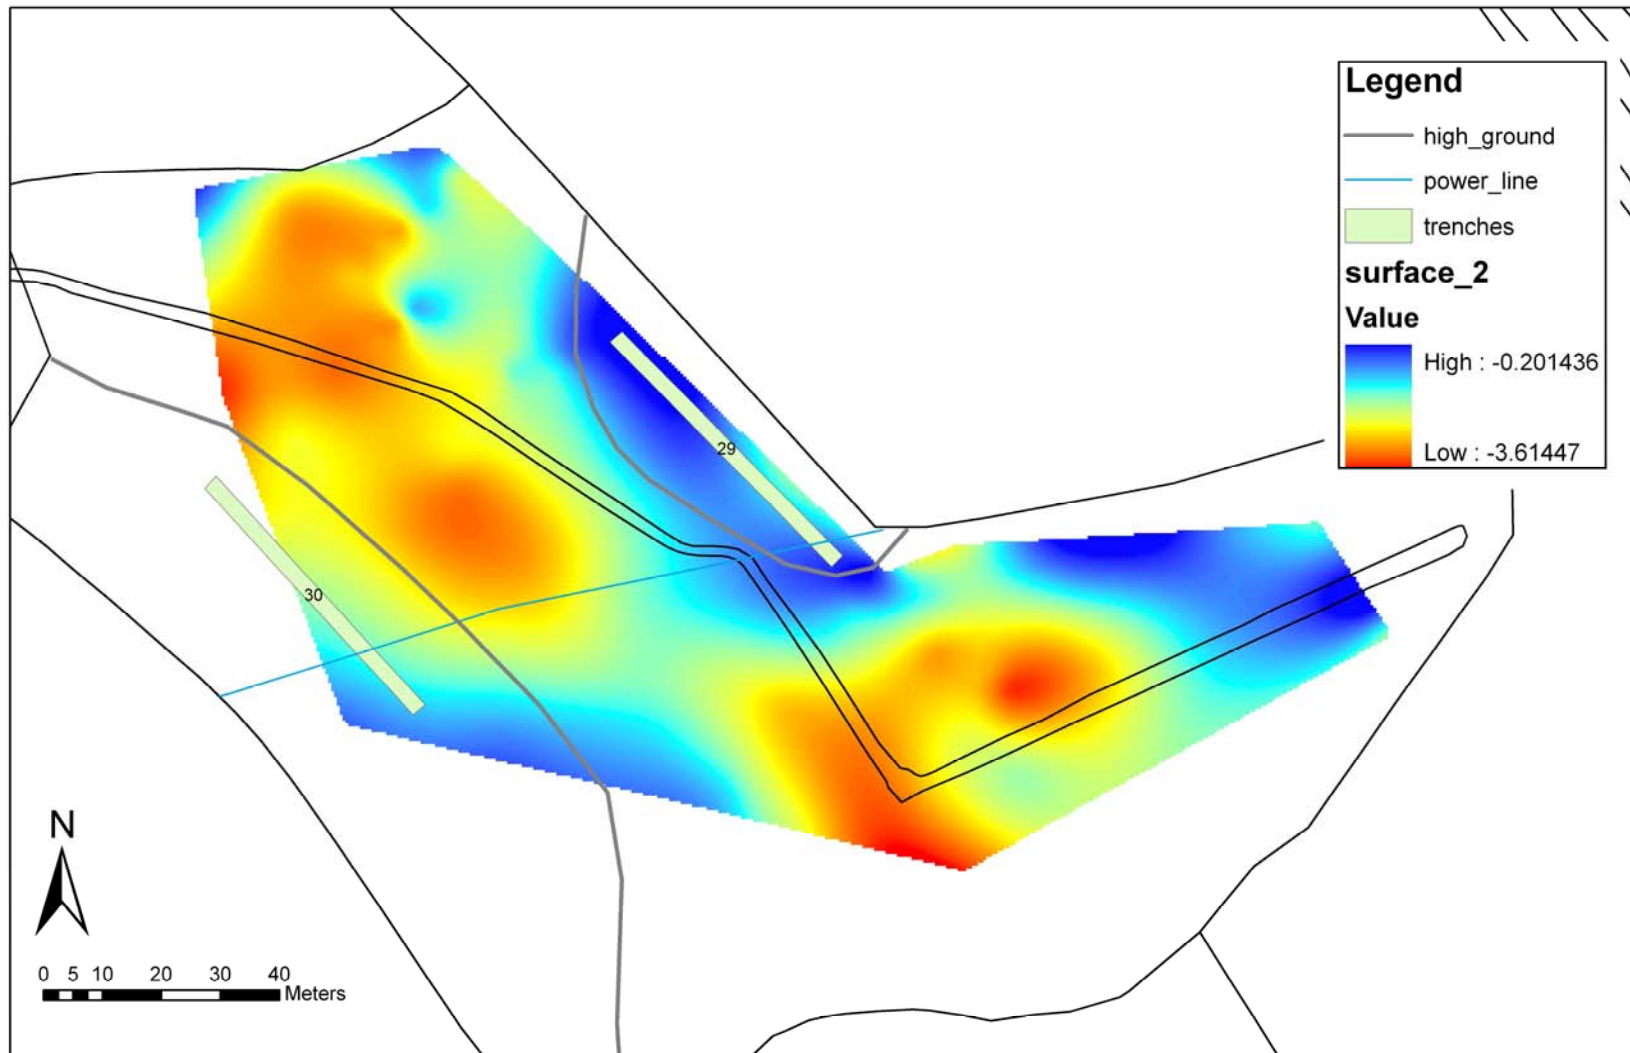 Legend
high_ground
power_line
trenches
surface_2
Value
High : -0.201436
Low : -3.61447
29
30
N
0 5 10 20 30 40
Meters